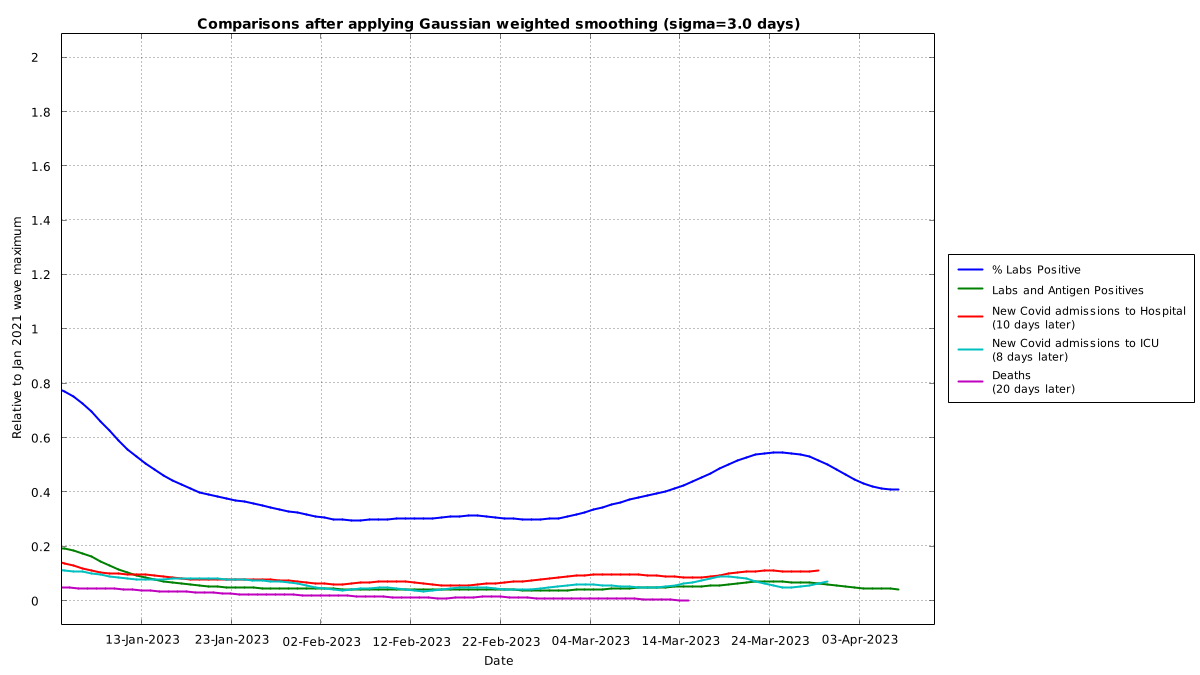 Comparisons after applying Gaussian weighted smoothing (sigma=3.0 days)
Relative to Jan 2021 wave maximum
2
1.8
1.6
1.4
1.2
1
0.8
0.6
0.4
0.2
0
13-Jan-2023 23-Jan-2023 02-Feb-2023 12-Feb-2023 22-Feb-2023 04-Mar-2023 14-Mar-2023 24-Mar-2023 03-Apr-2023
Date
% Labs Positive
Labs and Antigen Positives
New Covid admissions to Hospital
(10 days later)
New Covid admissions to ICU
(8 days later)
Deaths
(20 days later)